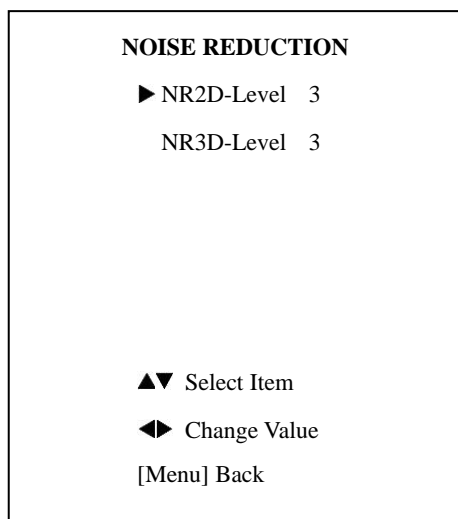 NOISE REDUCTION
▶ NR2D-Level 3
NR3D-Level 3
▲▼ Select Item
◀▶ Change Value
[Menu] Back